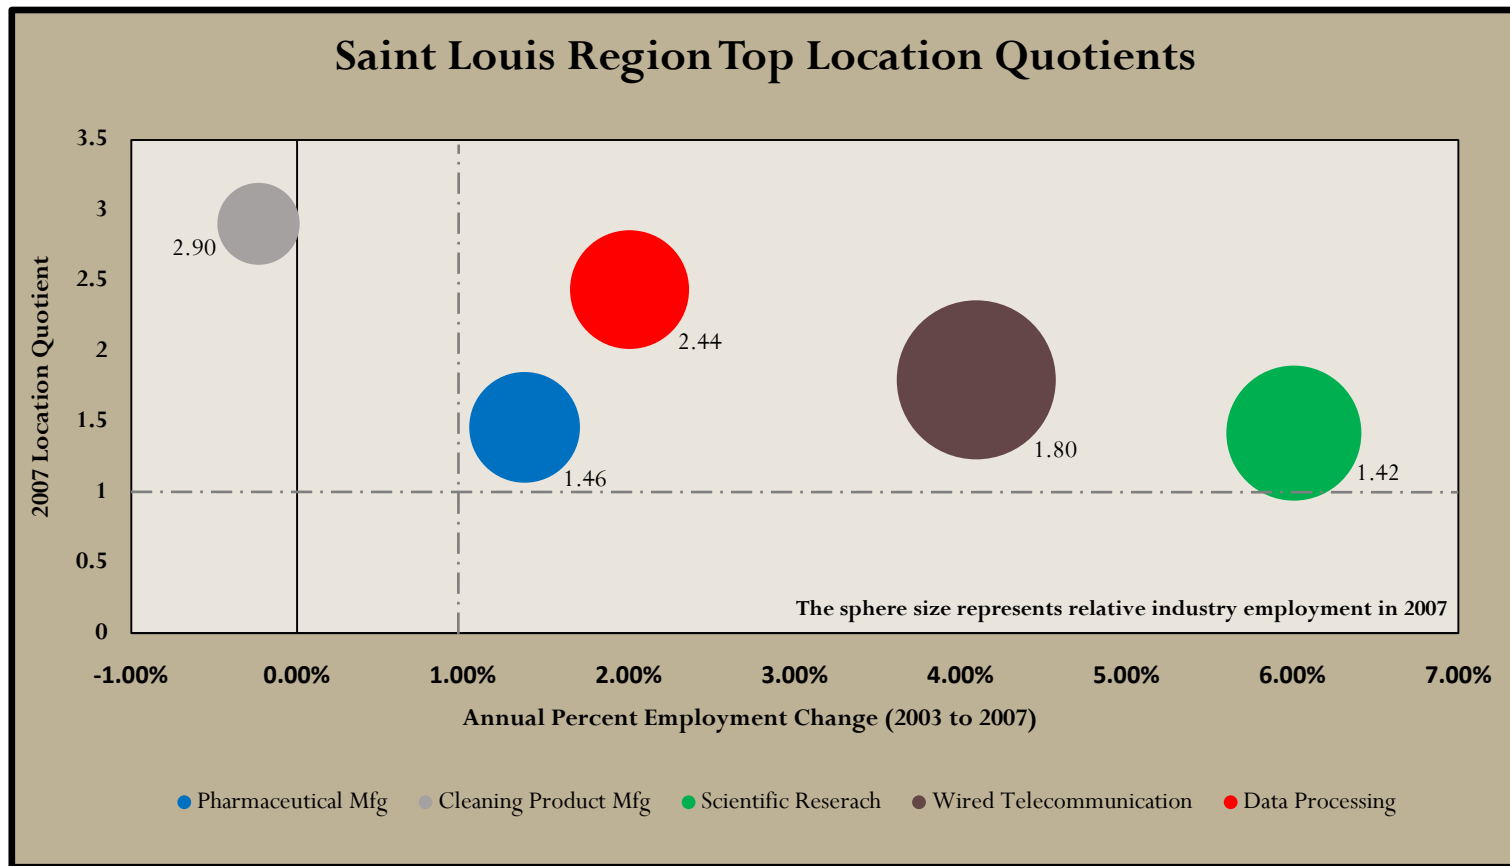 Saint Louis Region Top Location Quotients
3.5
3
2.5
2
1.5
1
0.5
0
2007 Location Quotient
2.90
2.44
1.46
1.80
1.42
The sphere size represents relative industry employment in 2007
-1.00% 0.00% 1.00% 2.00% 3.00% 4.00% 5.00% 6.00% 7.00%
Annual Percent Employment Change (2003 to 2007)
Pharmaceutical Mfg Cleaning Product Mfg Scientific Reserach Wired Telecommunication Data Processing